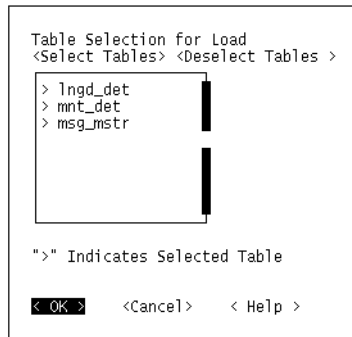 Table Selection for Load
<Select Tables> <Deselect Tables >
> lngd_det
> mnt_det
> msg_mstr
">" Indicates Selected Table
< OK > <Cancel> < Help >